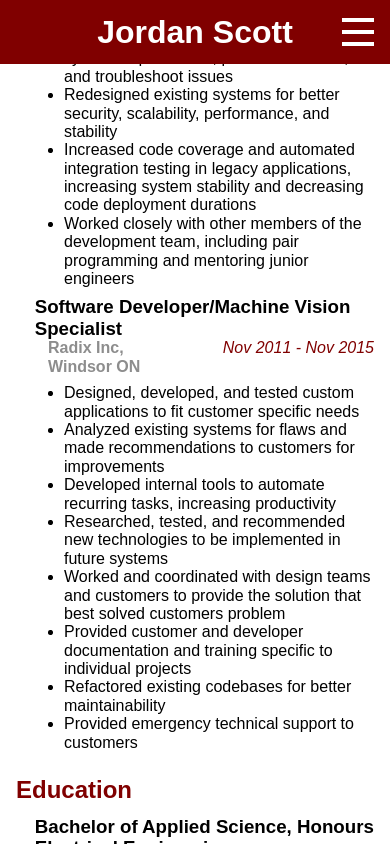 Jordan Scott
and troubleshoot issues
• Redesigned existing systems for better
security, scalability, performance, and
stability
• Increased code coverage and automated
integration testing in legacy applications,
increasing system stability and decreasing
code deployment durations
• Worked closely with other members of the
development team, including pair
programming and mentoring junior
engineers
Software Developer/Machine Vision
Specialist
Radix Inc, Nov 2011 - Nov 2015
Windsor ON
• Designed, developed, and tested custom
applications to fit customer specific needs
• Analyzed existing systems for flaws and
made recommendations to customers for
improvements
• Developed internal tools to automate
recurring tasks, increasing productivity
• Researched, tested, and recommended
new technologies to be implemented in
future systems
• Worked and coordinated with design teams
and customers to provide the solution that
best solved customers problem
• Provided customer and developer
documentation and training specific to
individual projects
• Refactored existing codebases for better
maintainability
• Provided emergency technical support to
customers
Education
Bachelor of Applied Science, Honours